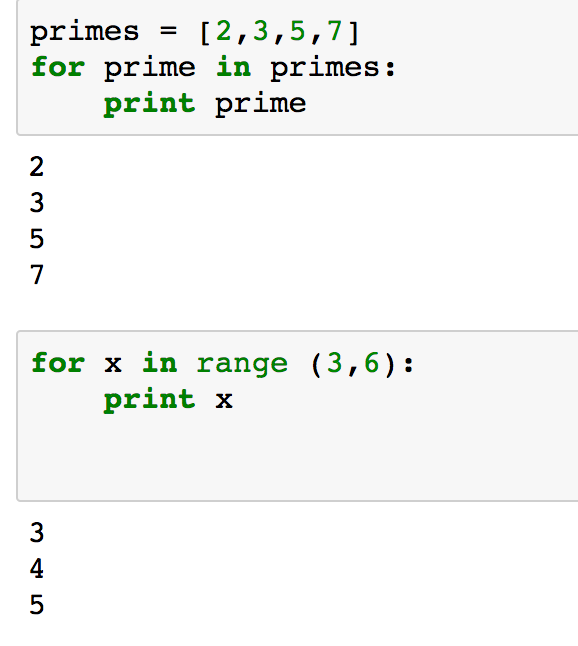 primes = [2,3,5,7]
for prime in primes:
    print prime
2
3
5
7
for x in range (3,6):
    print x
3
4
5